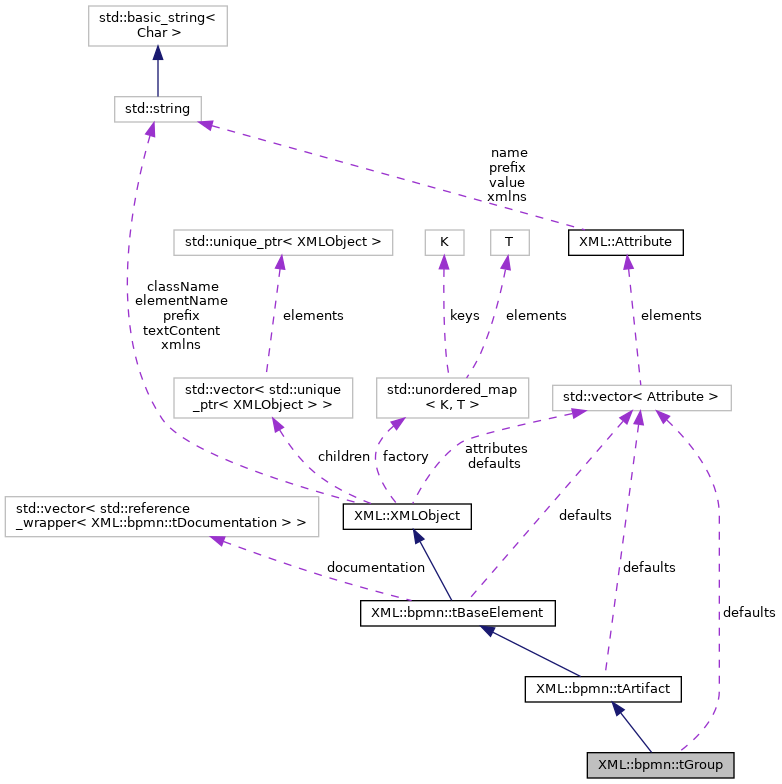 std::basic_string<
Char >
std::string
name
prefix
value
xmlns
std::unique_ptr< XMLObject >
K
T
XML::Attribute
className
elementName
prefix
textContent
xmlns
elements
keys
elements
elements
std::vector< std::unique
_ptr< XMLObject > >
std::unordered_map
< K, T >
std::vector< Attribute >
children
factory
attributes
defaults
std::vector< std::reference
_wrapper< XML::bpmn::tDocumentation > >
XML::XMLObject
defaults
documentation
defaults
XML::bpmn::tBaseElement
defaults
XML::bpmn::tArtifact
XML::bpmn::tGroup